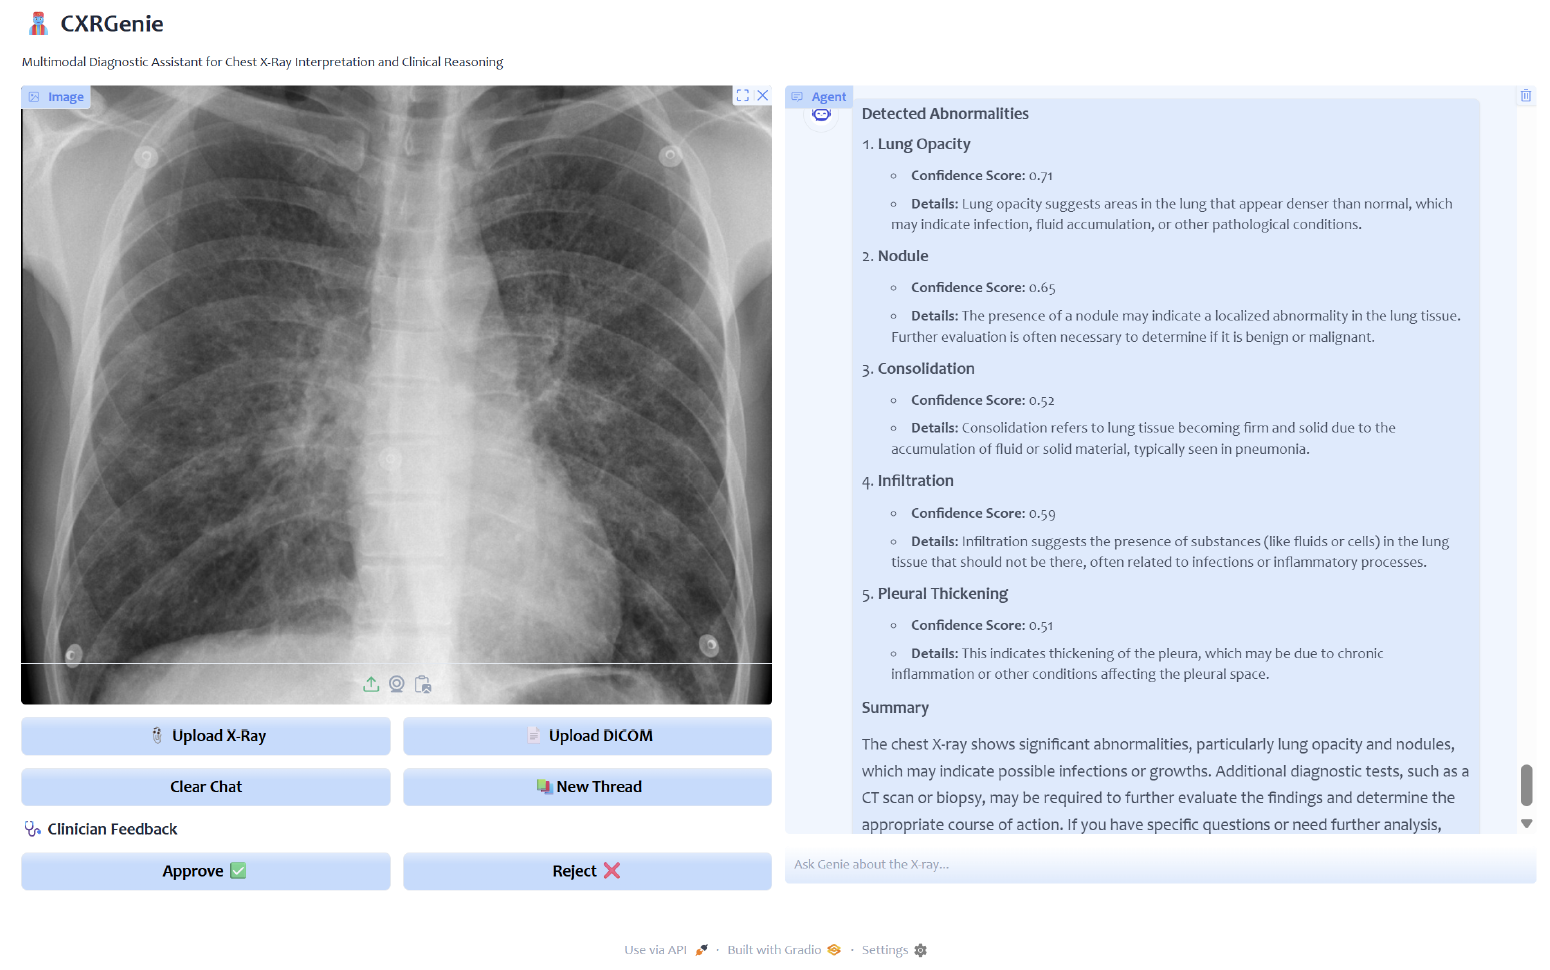 CXRGenie
Multimodal Diagnostic Assistant for Chest X-Ray Interpretation and Clinical Reasoning
Image
Upload X-Ray
Upload DICOM
Clear Chat
New Thread
Clinician Feedback
Approve
Reject
Agent
Detected Abnormalities
1. Lung Opacity
Confidence Score: 0.71
Details: Lung opacity suggests areas in the lung that appear denser than normal, which
may indicate infection, fluid accumulation, or other pathological conditions.
2. Nodule
Confidence Score: 0.65
Details: The presence of a nodule may indicate a localized abnormality in the lung tissue.
Further evaluation is often necessary to determine if it is benign or malignant.
3. Consolidation
Confidence Score: 0.52
Details: Consolidation refers to lung tissue becoming firm and solid due to the
accumulation of fluid or solid material, typically seen in pneumonia.
4. Infiltration
Confidence Score: 0.59
Details: Infiltration suggests the presence of substances (like fluids or cells) in the lung
tissue that should not be there, often related to infections or inflammatory processes.
5. Pleural Thickening
Confidence Score: 0.51
Details: This indicates thickening of the pleura, which may be due to chronic
inflammation or other conditions affecting the pleural space.
Summary
The chest X-ray shows significant abnormalities, particularly lung opacity and nodules,
which may indicate possible infections or growths. Additional diagnostic tests, such as a
CT scan or biopsy, may be required to further evaluate the findings and determine the
appropriate course of action. If you have specific questions or need further analysis,
Ask Genie about the X-ray...
Use via API · Built with Gradio · Settings